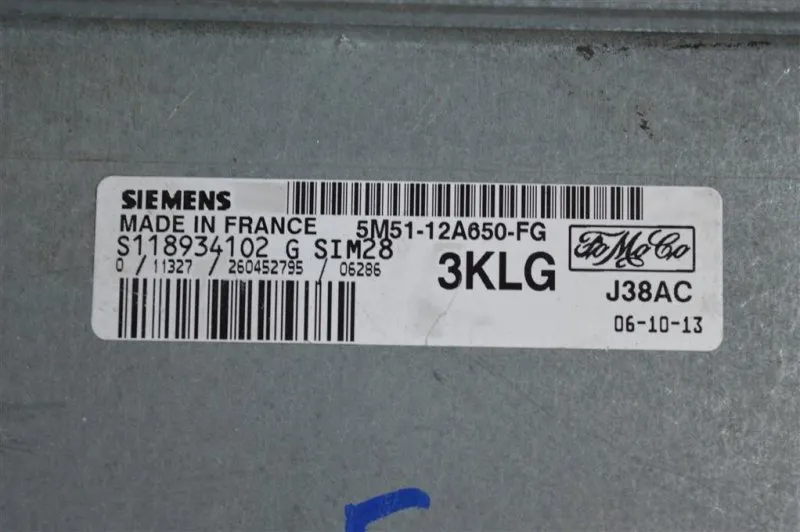 SIEMENS
MADE IN FRANCE 5M51-12A650-FG
S118934102 G SIM28
0 / 11327 / 260452795 / 06286
3KLG
FoMoCo
J38AC
06-10-13